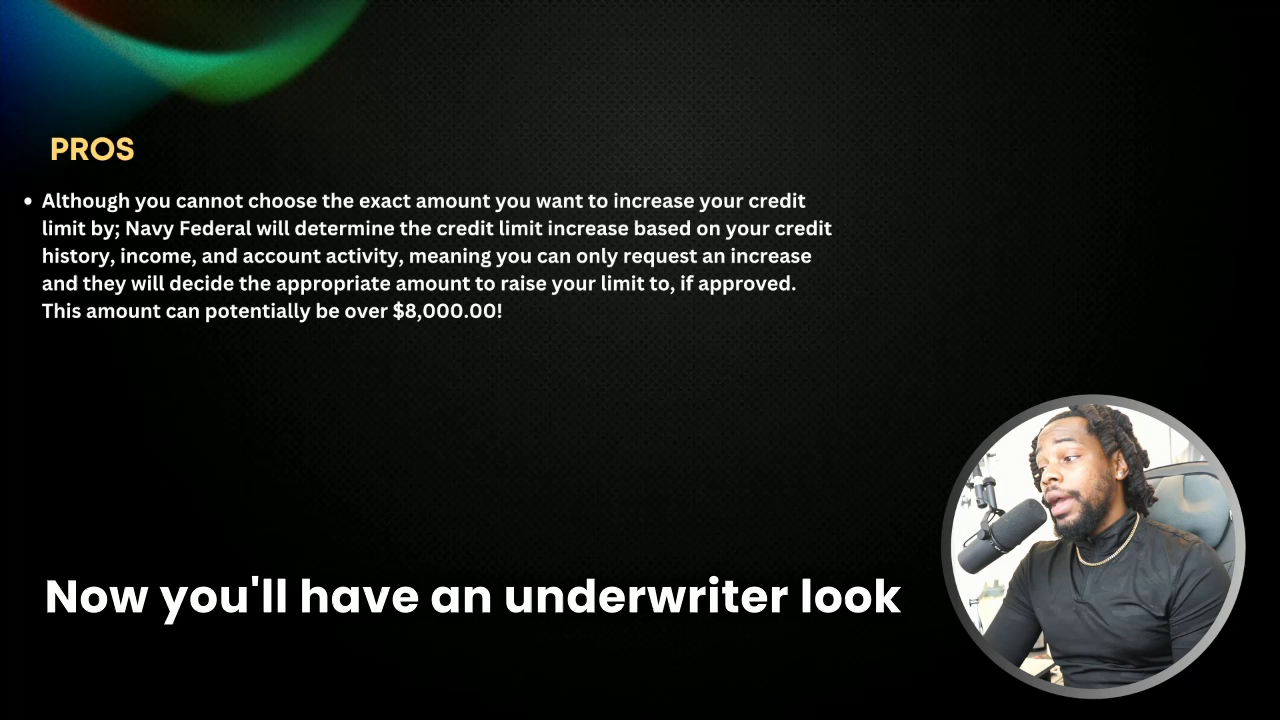 PROS
• Although you cannot choose the exact amount you want to increase your credit
limit by; Navy Federal will determine the credit limit increase based on your credit
history, income, and account activity, meaning you can only request an increase
and they will decide the appropriate amount to raise your limit to, if approved.
This amount can potentially be over $8,000.00!
Now you'll have an underwriter look